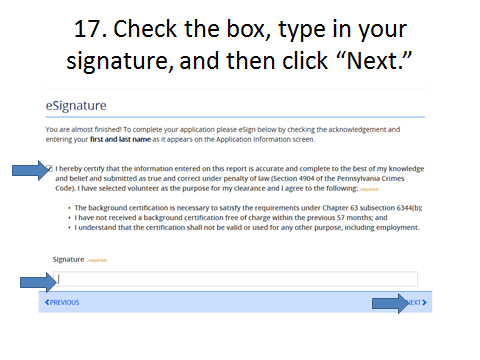 17. Check the box, type in your
signature, and then click “Next.”
eSignature
You are almost finished! To complete your application please eSign below by checking the acknowledgement and
entering your first and last name as it appears on the Application Information screen.
I hereby certify that the information entered on this report is accurate and complete to the best of my knowledge
and belief and submitted as true and correct under penalty of law (Section 4904 of the Pennsylvania Crimes
Code). I have selected volunteer as the purpose for my clearance and I agree to the following: (required)
• The background certification is necessary to satisfy the requirements under Chapter 63 subsection 6344(b);
• I have not received a background certification free of charge within the previous 57 months; and
• I understand that the certification shall not be valid or used for any other purpose, including employment.
Signature (required)
PREVIOUS
EXT